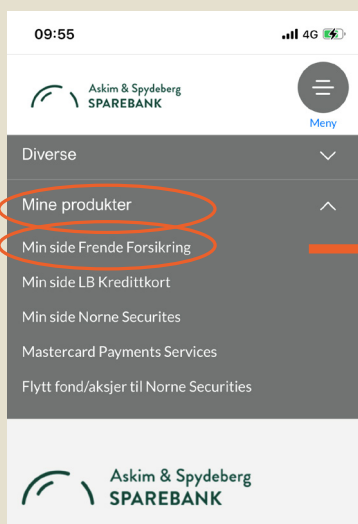 09:55
4G
Askim & Spydeberg
SPAREBANK
Meny
Diverse
Mine produkter
Min side Frende Forsikring
Min side LB Kredittkort
Min side Norne Securites
Mastercard Payments Services
Flytt fond/aksjer til Norne Securities
Askim & Spydeberg
SPAREBANK